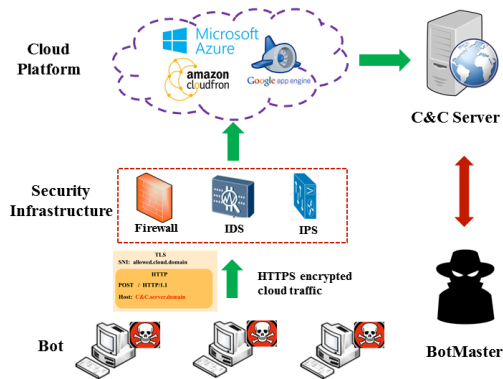 Cloud
Platform
Microsoft
Azure
amazon
cloudfron
Google app engine
C&C Server
Security
Infrastructure
Firewall
IDS
IPS
TLS
SNI: allowed.cloud.domain
HTTP
POST / HTTP/1.1
Host: C&C.server.domain
HTTPS encrypted
cloud traffic
Bot
BotMaster